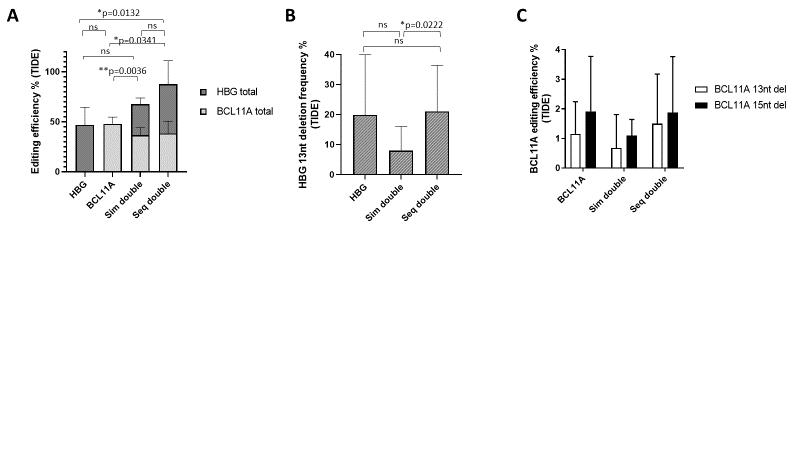 A
*p=0.0132
ns
ns
*p=0.0341
ns
**p=0.0036
Editing efficiency % (TIDE)
100
50
0
HBG
BCL11A
Sim double
Seq double
HBG total
BCL11A total
B
ns
*p=0.0222
ns
HBG 13nt deletion frequency %
(TIDE)
40
30
20
10
0
HBG
Sim double
Seq double
C
BCL11A editing efficiency %
(TIDE)
4
3
2
1
0
BCL11A
Sim double
Seq double
BCL11A 13nt del
BCL11A 15nt del